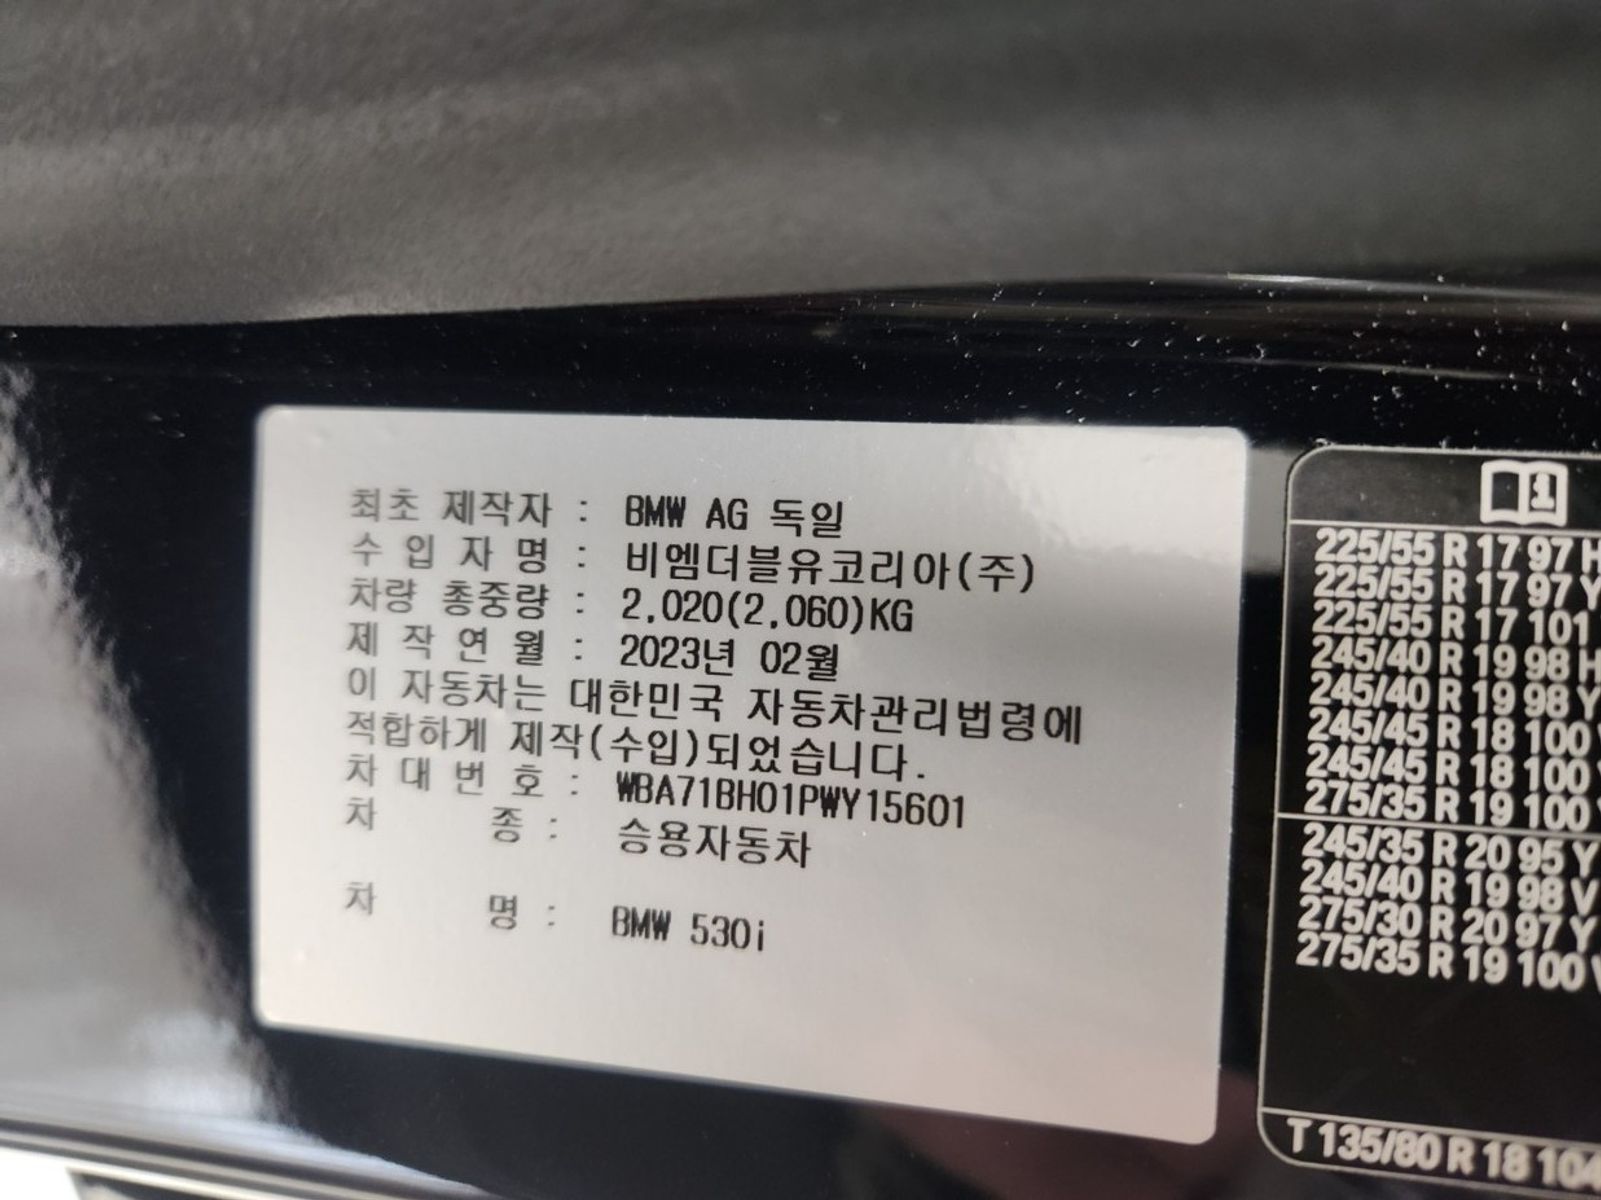 최초 제작자 : BMW AG 독일
수 입 자 명 : 비엠더블유코리아(주)
차량 총중량 : 2,020(2,060)KG
제 작 연 월 : 2023년 02월
이 자동차는 대한민국 자동차관리법령에
적합하게 제작(수입)되었습니다.
차 대 번 호 : WBA71BH01PWY15601
차 종 : 승용자동차
차 명 : BMW 530i
225/55 R 17 97 H
225/55 R 17 97 Y
225/55 R 17 101
245/40 R 19 98 H
245/40 R 19 98 Y
245/45 R 18 100
245/45 R 18 100
275/35 R 19 100
245/35 R 20 95 Y
245/40 R 19 98 V
275/30 R 20 97 Y
275/35 R 19 100 V
T 135/80 R 18 104